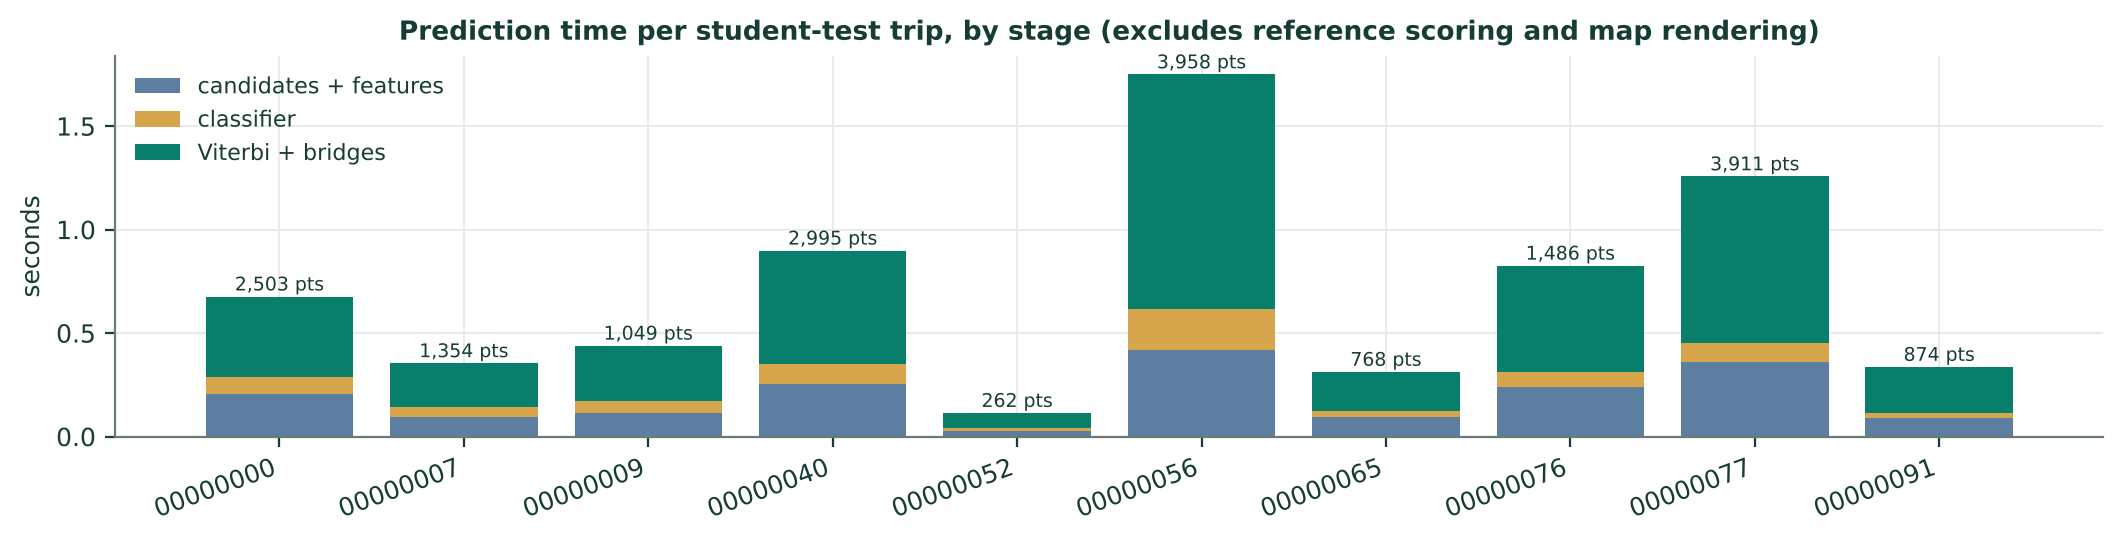 Prediction time per student-test trip, by stage (excludes reference scoring and map rendering)
candidates + features
classifier
Viterbi + bridges
seconds
1.5
1.0
0.5
0.0
2,503 pts
1,354 pts
1,049 pts
2,995 pts
262 pts
3,958 pts
768 pts
1,486 pts
3,911 pts
874 pts
00000000
00000007
00000009
00000040
00000052
00000056
00000065
00000076
00000077
00000091